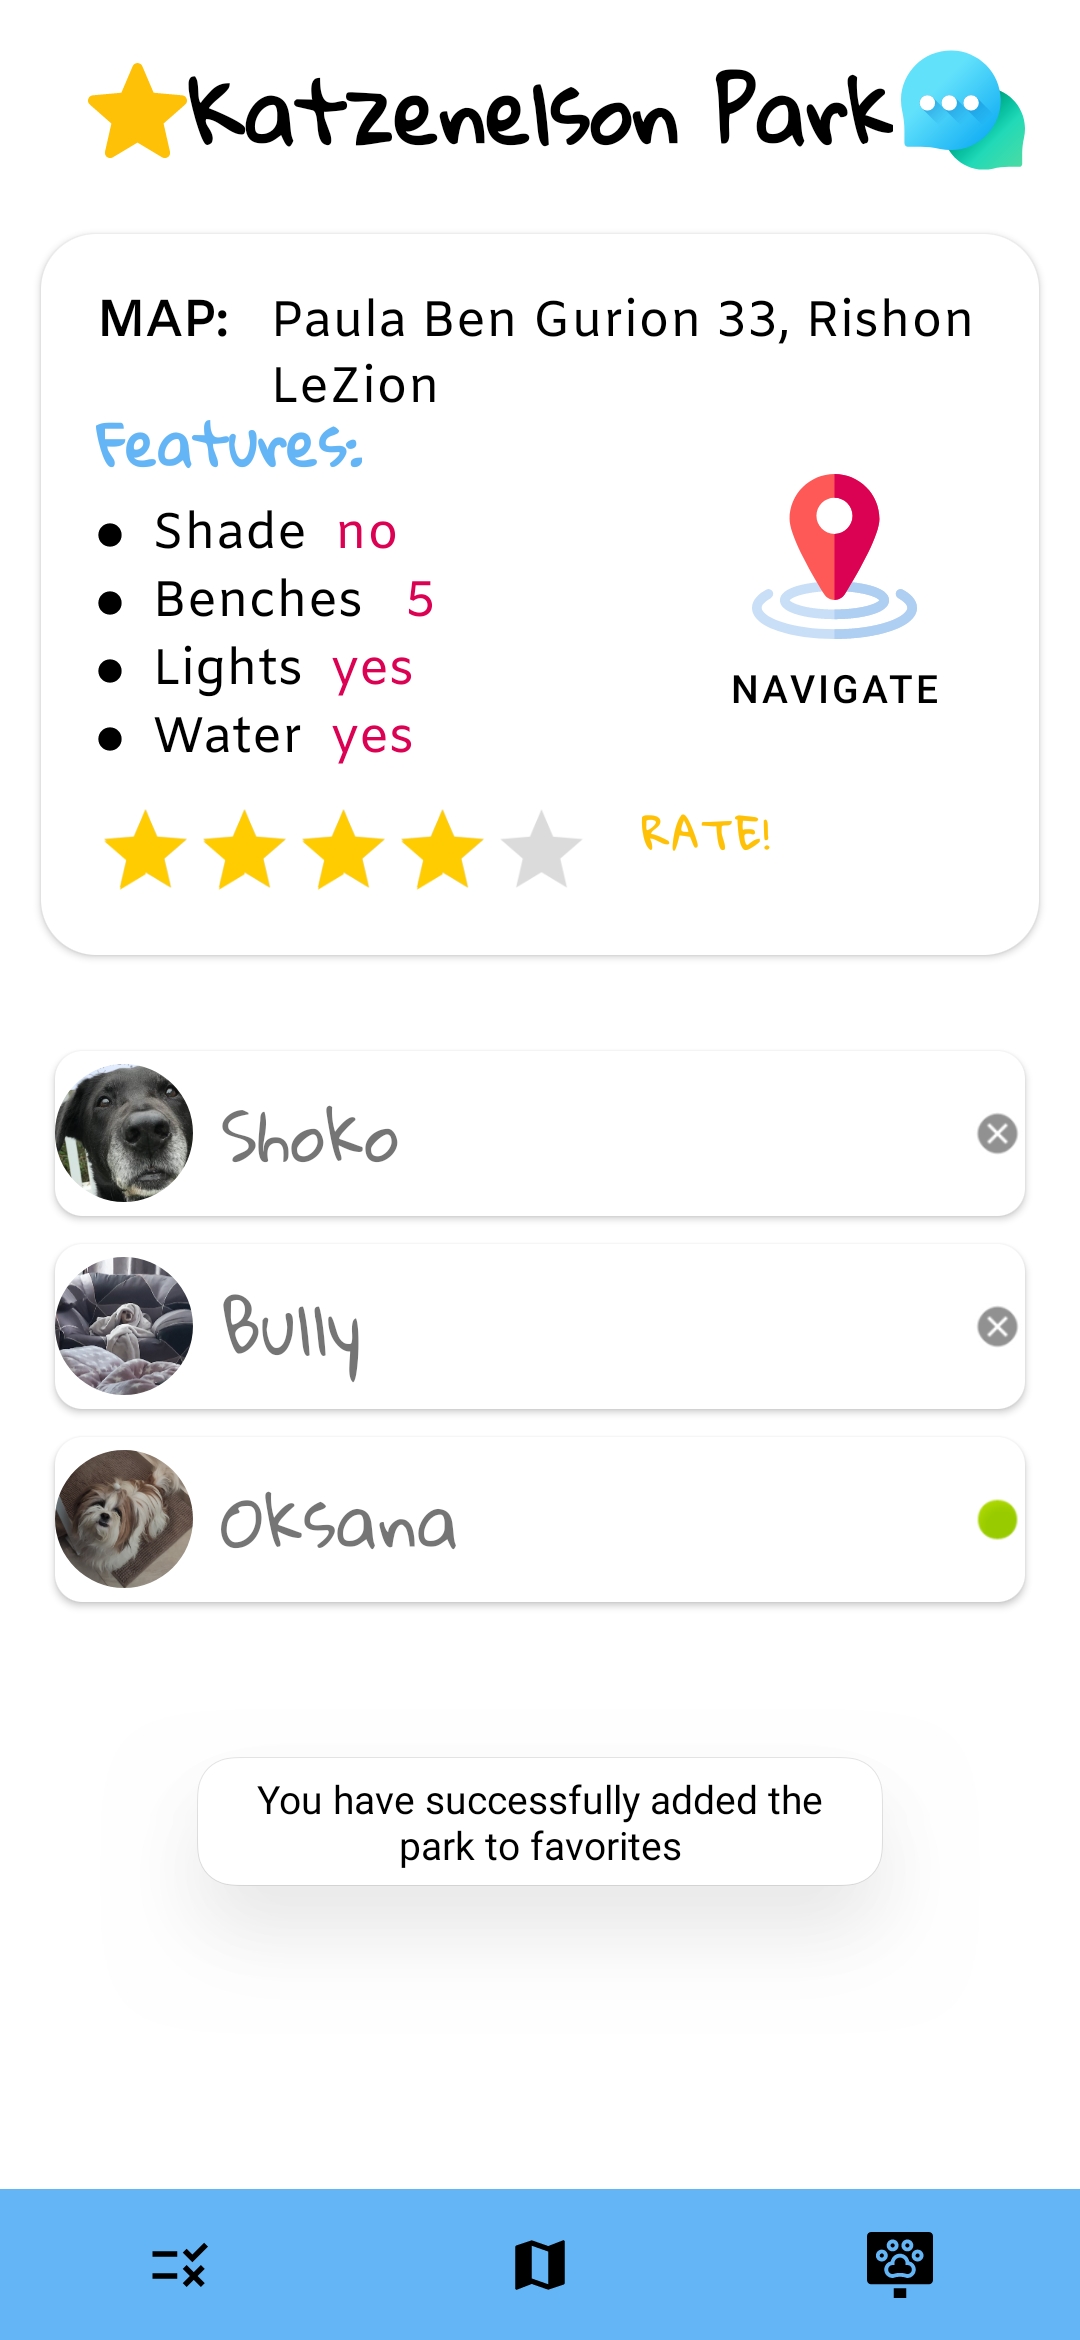 Katzenelson Park
MAP: Paula Ben Gurion 33, Rishon
LeZion
Features:
● Shade no
● Benches 5
● Lights yes
● Water yes
NAVIGATE
RATE!
Shoko
Bully
Oksana
You have successfully added the
park to favorites